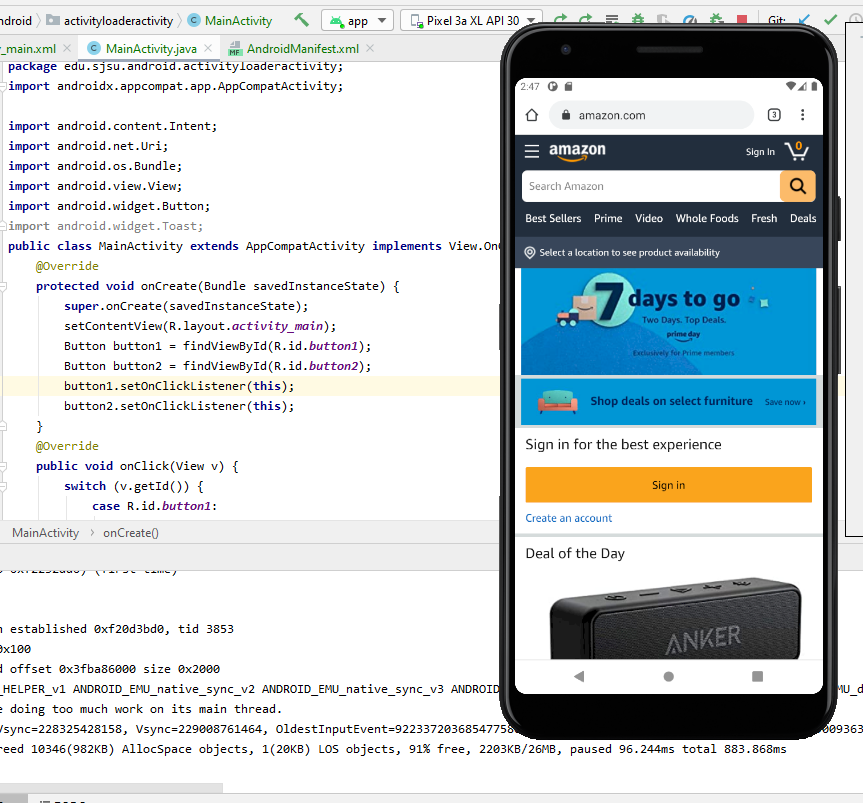 ndroid activityloaderactivity MainActivity app Pixel 3a XL API 30 Git:
_main.xml MainActivity.java AndroidManifest.xml
package edu.sjsu.android.activityloaderactivity;
import androidx.appcompat.app.AppCompatActivity;
import android.content.Intent;
import android.net.Uri;
import android.os.Bundle;
import android.view.View;
import android.widget.Button;
import android.widget.Toast;
public class MainActivity extends AppCompatActivity implements View.OnC
@Override
protected void onCreate(Bundle savedInstanceState) {
super.onCreate(savedInstanceState);
setContentView(R.layout.activity_main);
Button button1 = findViewById(R.id.button1);
Button button2 = findViewById(R.id.button2);
button1.setOnClickListener(this);
button2.setOnClickListener(this);
}
@Override
public void onClick(View v) {
switch (v.getId()) {
case R.id.button1:
MainActivity > onCreate()
n established 0xf20d3bd0, tid 3853
0x100
d offset 0x3fba86000 size 0x2000
_HELPER_v1 ANDROID_EMU_native_sync_v2 ANDROID_EMU_native_sync_v3 ANDRO
MU_d
e doing too much work on its main thread.
Vsync=228325428158, Vsync=229008761464, OldestInputEvent=9223372036854775
009363
reed 10346(982KB) AllocSpace objects, 1(20KB) LOS objects, 91% free, 2203KB/26MB, paused 96.244ms total 883.868ms
2:47
amazon.com 3
amazon Sign In 0
Search Amazon
Best Sellers Prime Video Whole Foods Fresh Deals
Select a location to see product availability
7 days to go
Two Days. Top Deals.
prime day
Exclusively for Prime members.
Shop deals on select furniture Save now ›
Sign in for the best experience
Sign in
Create an account
Deal of the Day
ANKER